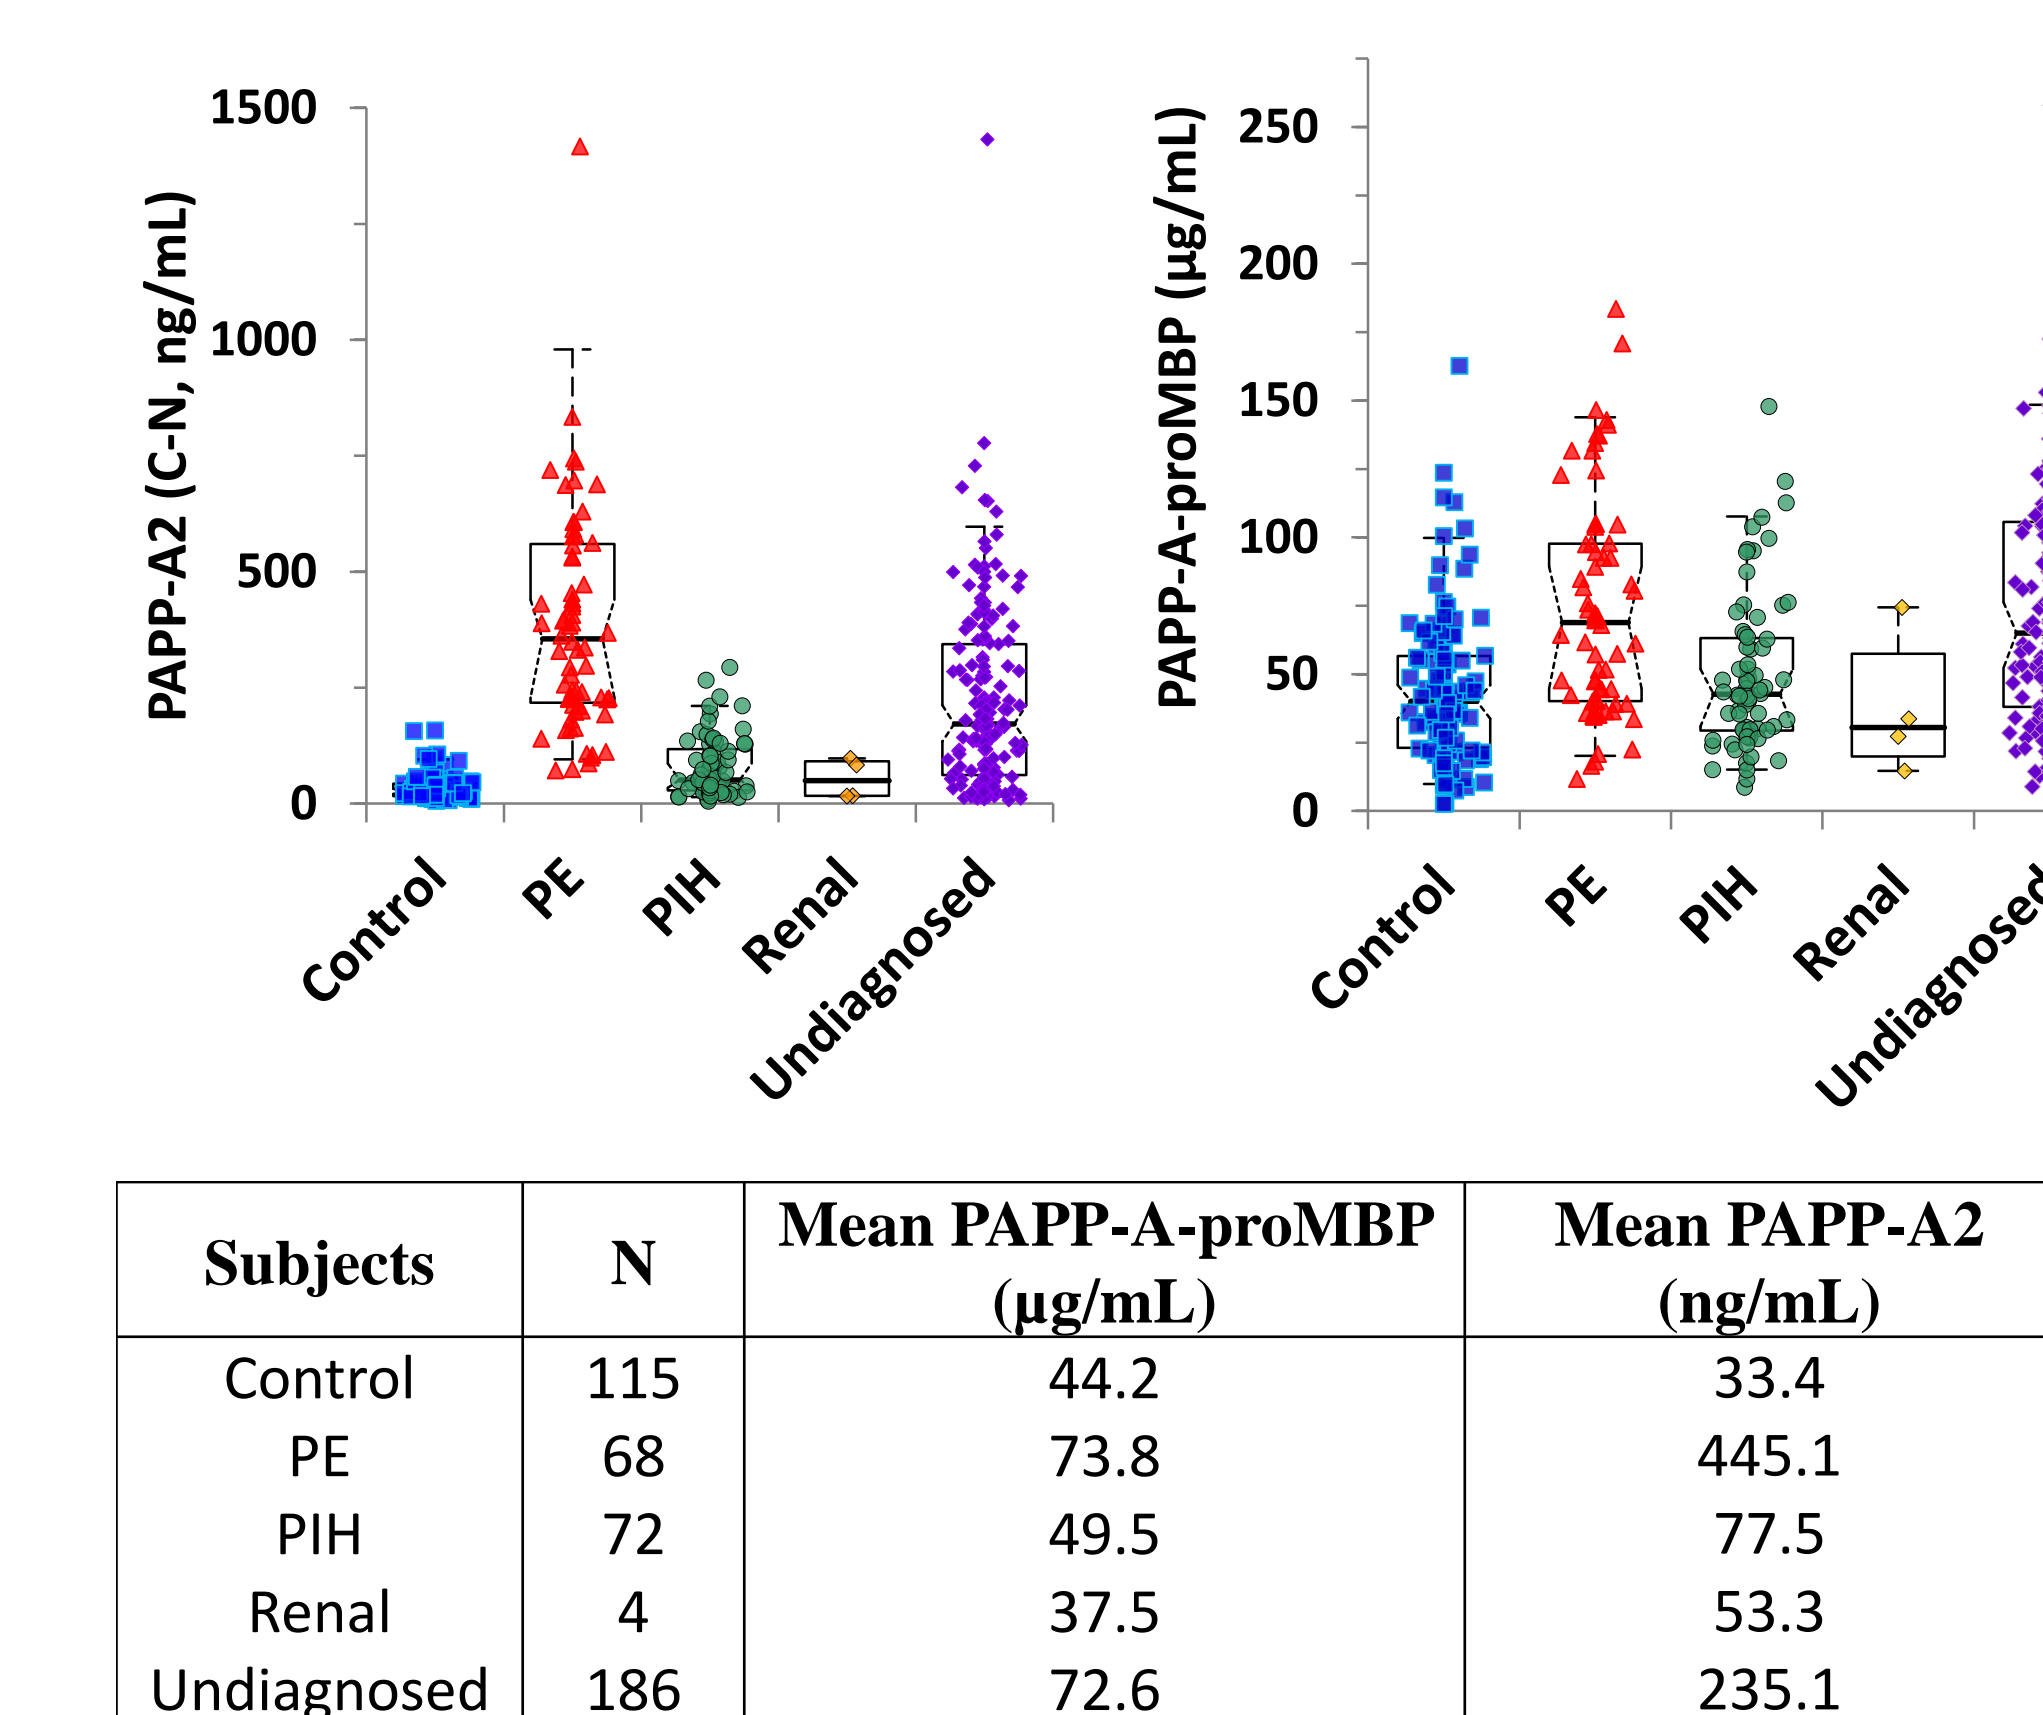 PAPP-A2 (C-N, ng/mL)
1500
1000
500
0
Control
PE
PIH
Renal
Undiagnosed
PAPP-A-proMBP (µg/mL)
250
200
150
100
50
0
Control
PE
PIH
Renal
Undiagnosed
Subjects N Mean PAPP-A-proMBP (µg/mL) Mean PAPP-A2 (ng/mL)
Control 115 44.2 33.4
PE 68 73.8 445.1
PIH 72 49.5 77.5
Renal 4 37.5 53.3
Undiagnosed 186 72.6 235.1